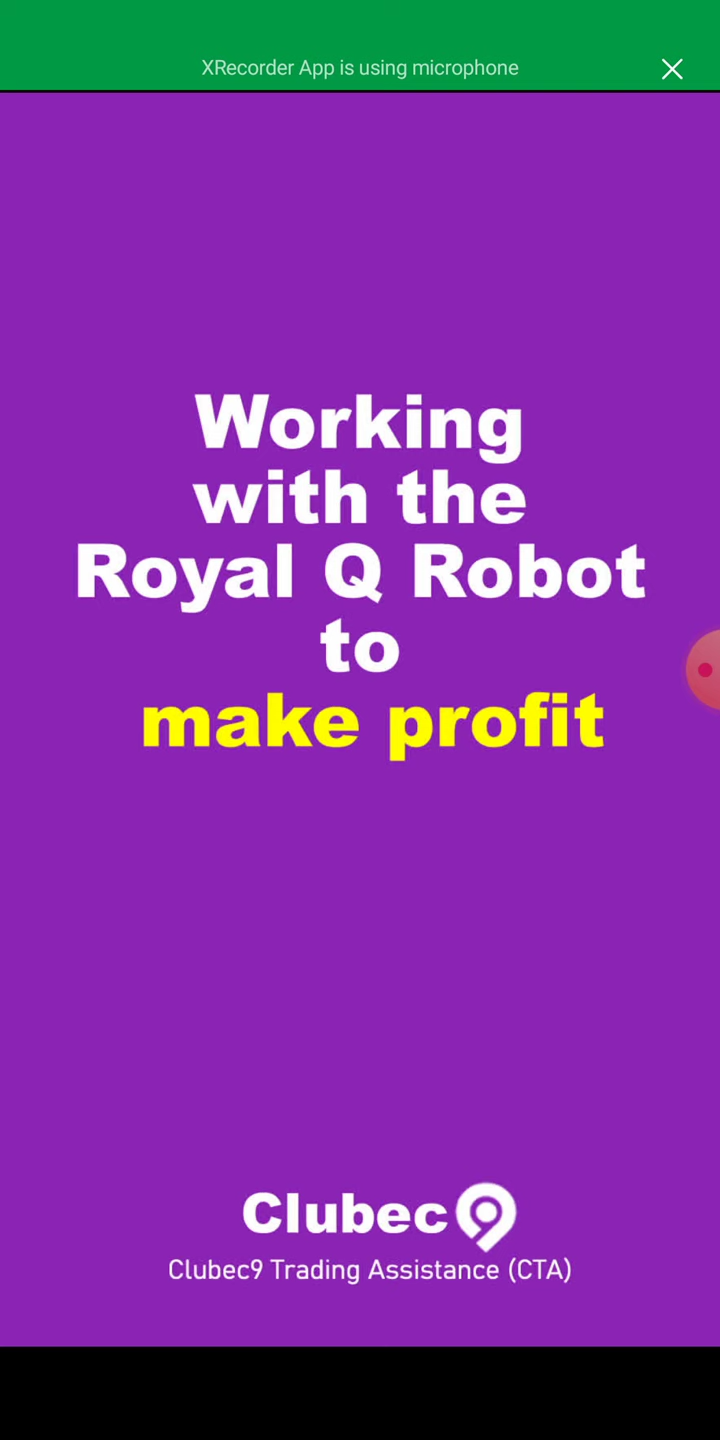 XRecorder App is using microphone
Working
with the
Royal Q Robot
to
make profit
Clubec9
Clubec9 Trading Assistance (CTA)